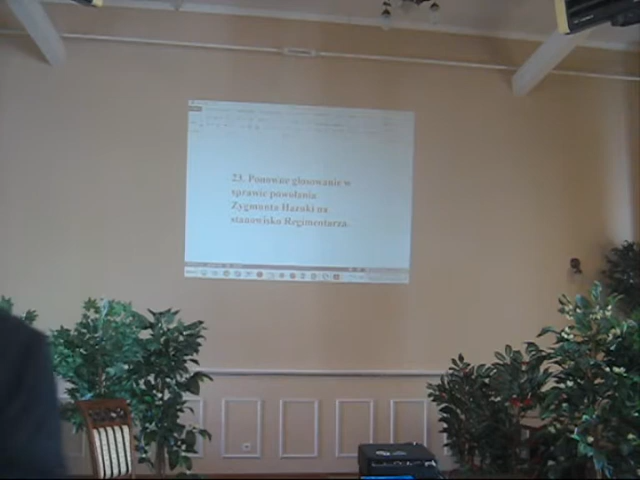 23. Ponowne głosowanie w
sprawie powołania
Zygmunta Hazuki na
stanowisko Regimentarza.